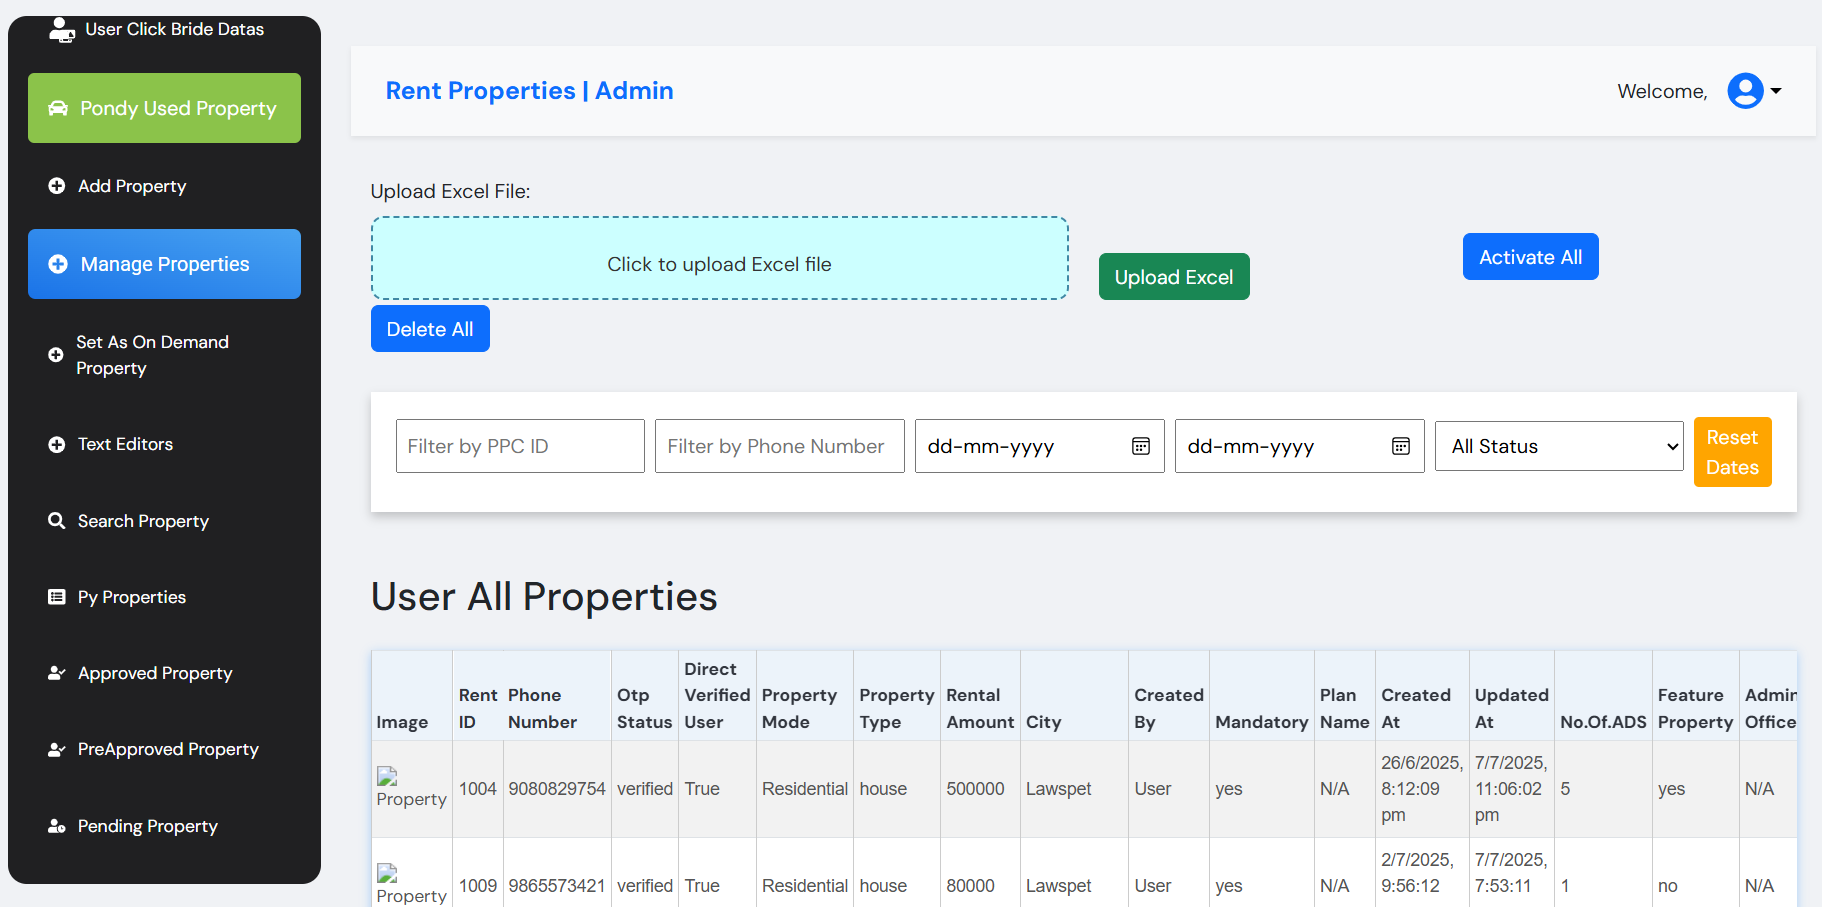 User Click Bride Datas
Pondy Used Property
Add Property
Manage Properties
Set As On Demand
Property
Text Editors
Search Property
Py Properties
Approved Property
PreApproved Property
Pending Property
Rent Properties | Admin
Welcome,
Upload Excel File:
Click to upload Excel file
Upload Excel
Activate All
Delete All
Filter by PPC ID
Filter by Phone Number
dd-mm-yyyy
dd-mm-yyyy
All Status
Reset
Dates
User All Properties
Image
Rent
ID
Phone
Number
Otp
Status
Direct
Verified
User
Property
Mode
Property
Type
Rental
Amount
City
Created
By
Mandatory
Plan
Name
Created
At
Updated
At
No.Of.ADS
Feature
Property
Admin
Office
Property
1004
9080829754
verified
True
Residential
house
500000
Lawspet
User
yes
N/A
26/6/2025,
8:12:09
pm
7/7/2025,
11:06:02
pm
5
yes
N/A
Property
1009
9865573421
verified
True
Residential
house
80000
Lawspet
User
yes
N/A
2/7/2025,
9:56:12
7/7/2025,
7:53:11
1
no
N/A